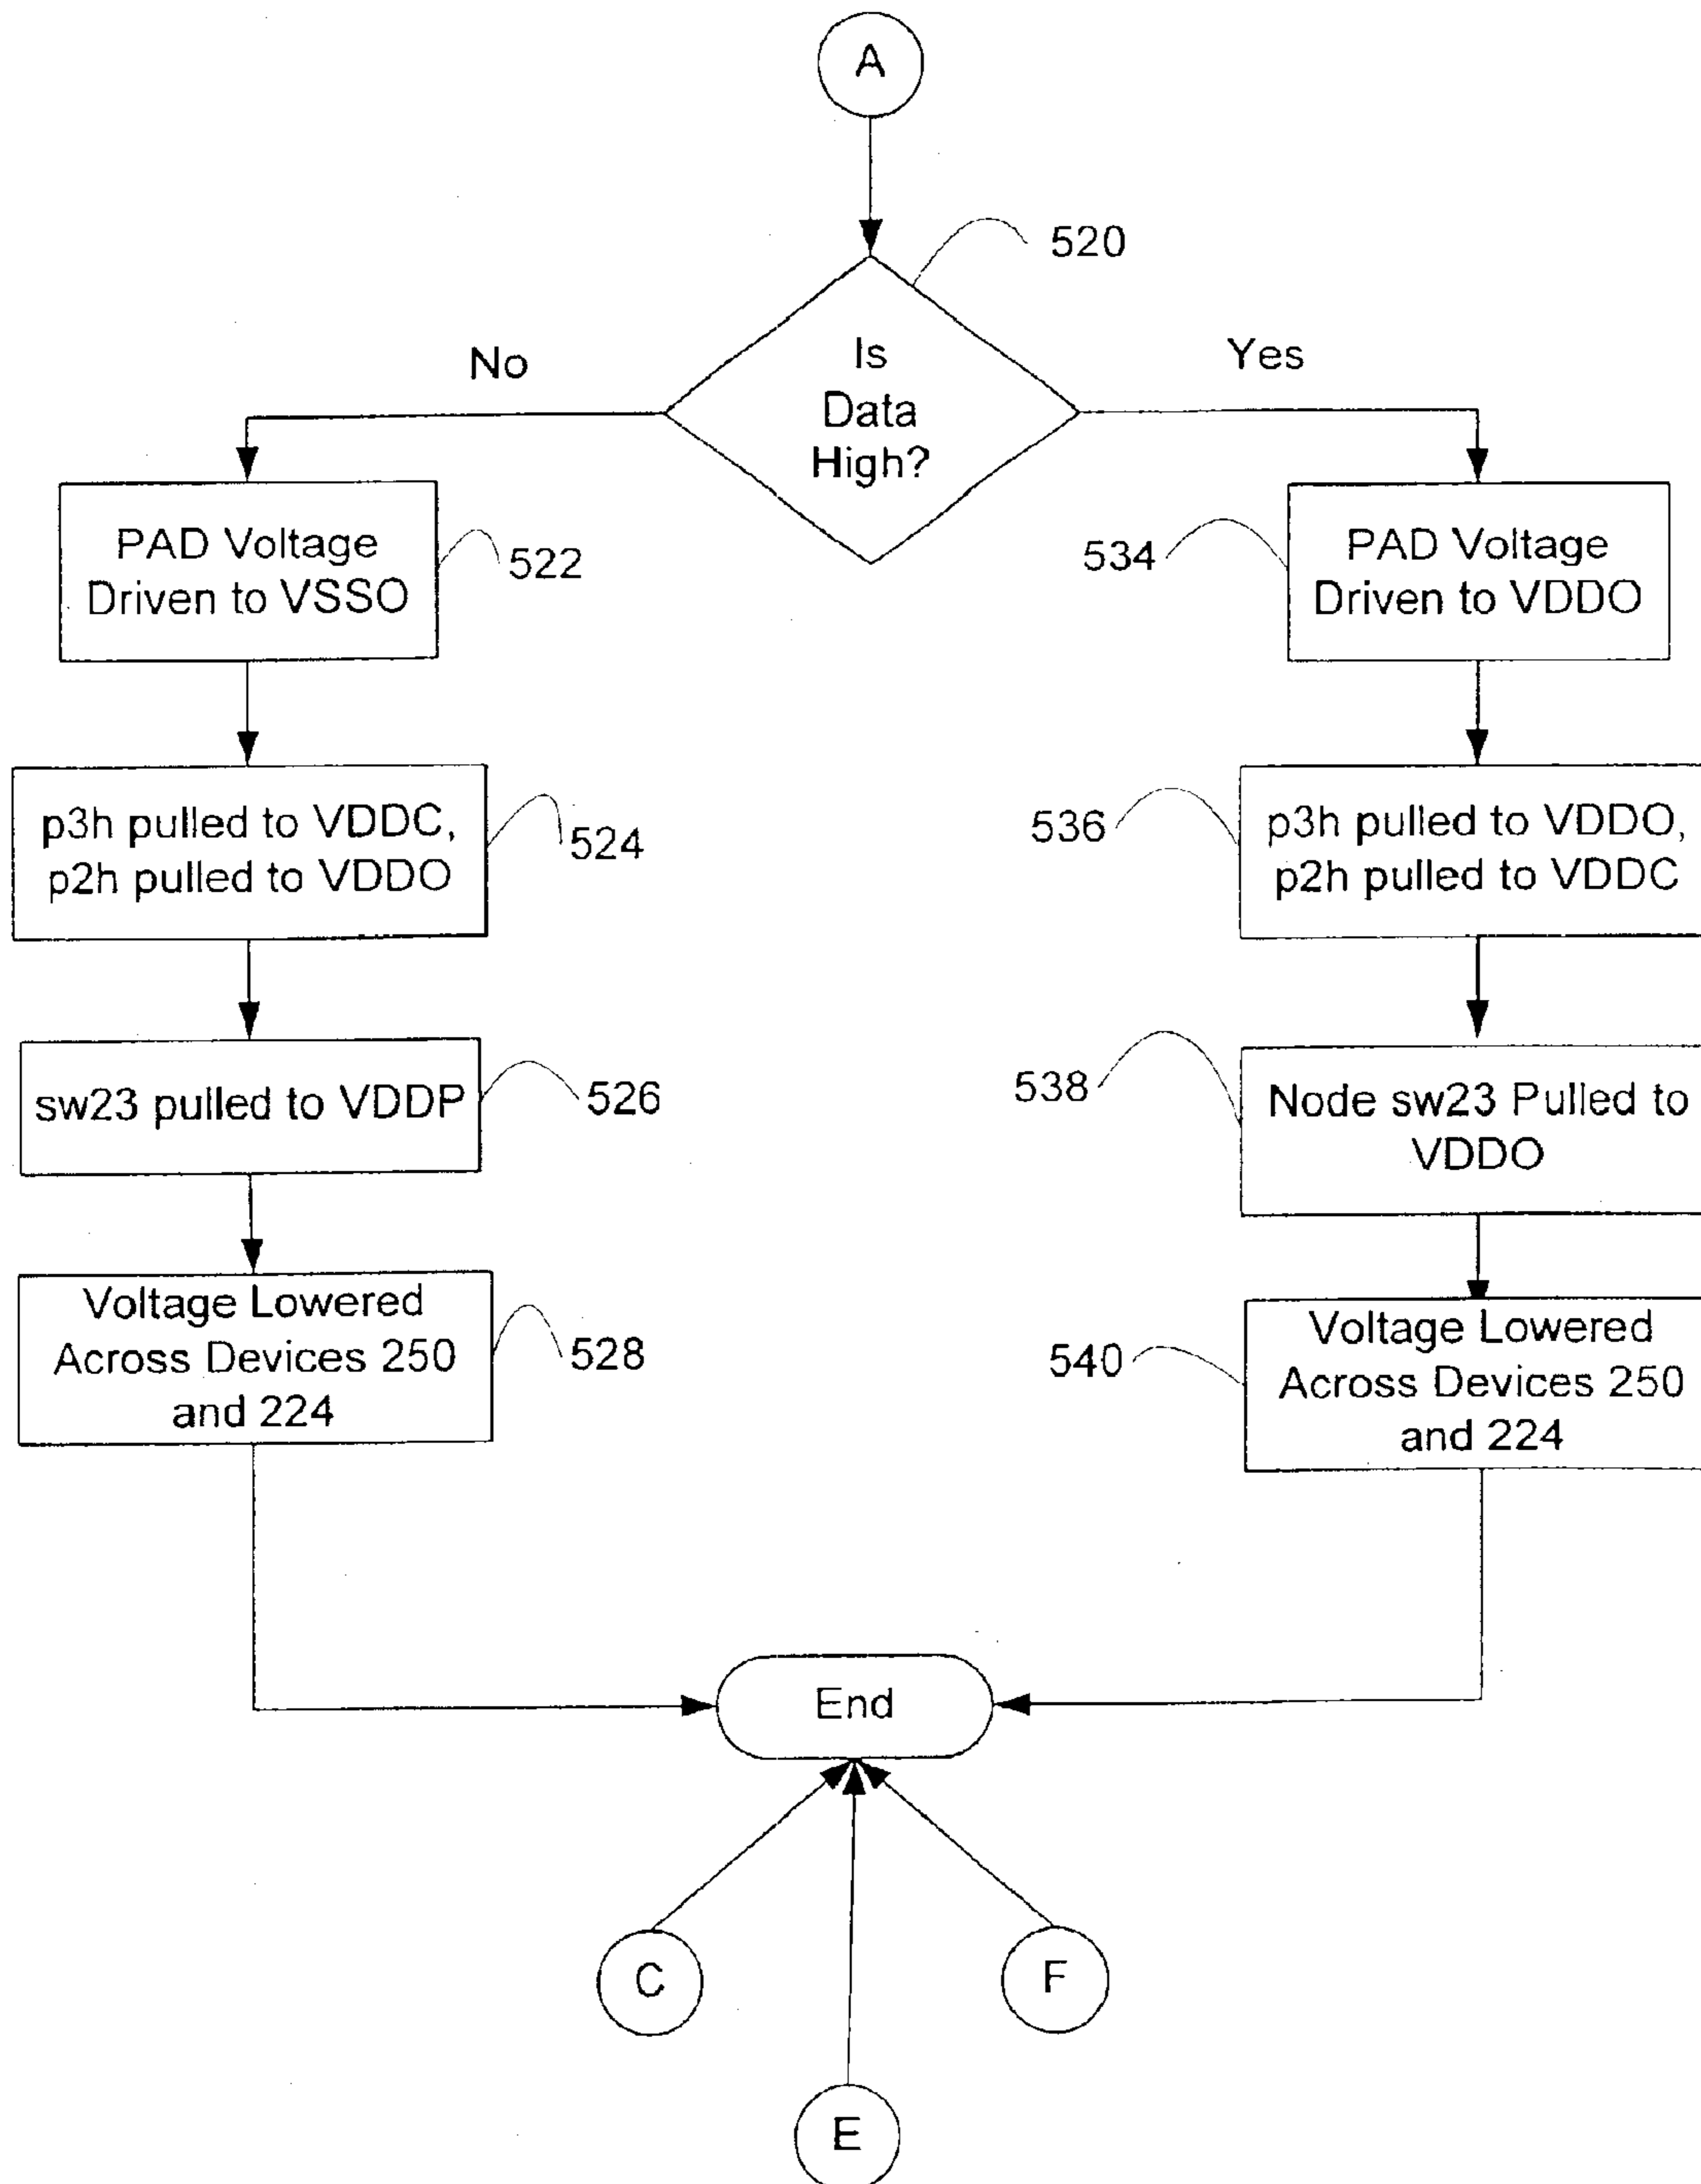 A
520
Is
Data
High?
No
Yes
PAD Voltage
Driven to VSSO
522
534
PAD Voltage
Driven to VDDO
p3h pulled to VDDC,
p2h pulled to VDDO
524
536
p3h pulled to VDDO,
p2h pulled to VDDC
sw23 pulled to VDDP
526
538
Node sw23 Pulled to
VDDO
Voltage Lowered
Across Devices 250
and 224
528
540
Voltage Lowered
Across Devices 250
and 224
End
C
F
E